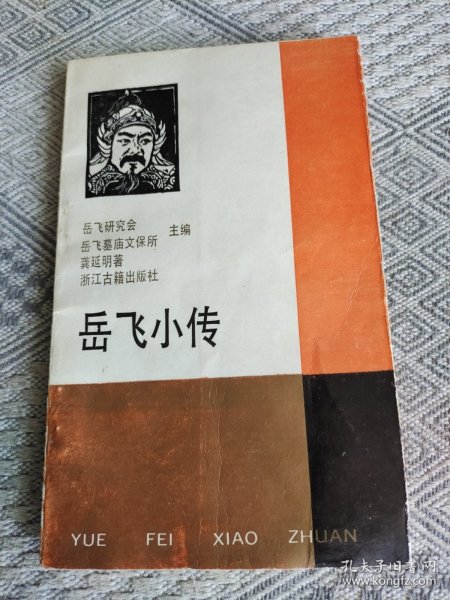 岳飞研究会
岳飞墓庙文保所 主编
龚延明著
浙江古籍出版社
岳飞小传
YUE FEI XIAO ZHUAN
孔夫子旧书网
www.kongfz.com